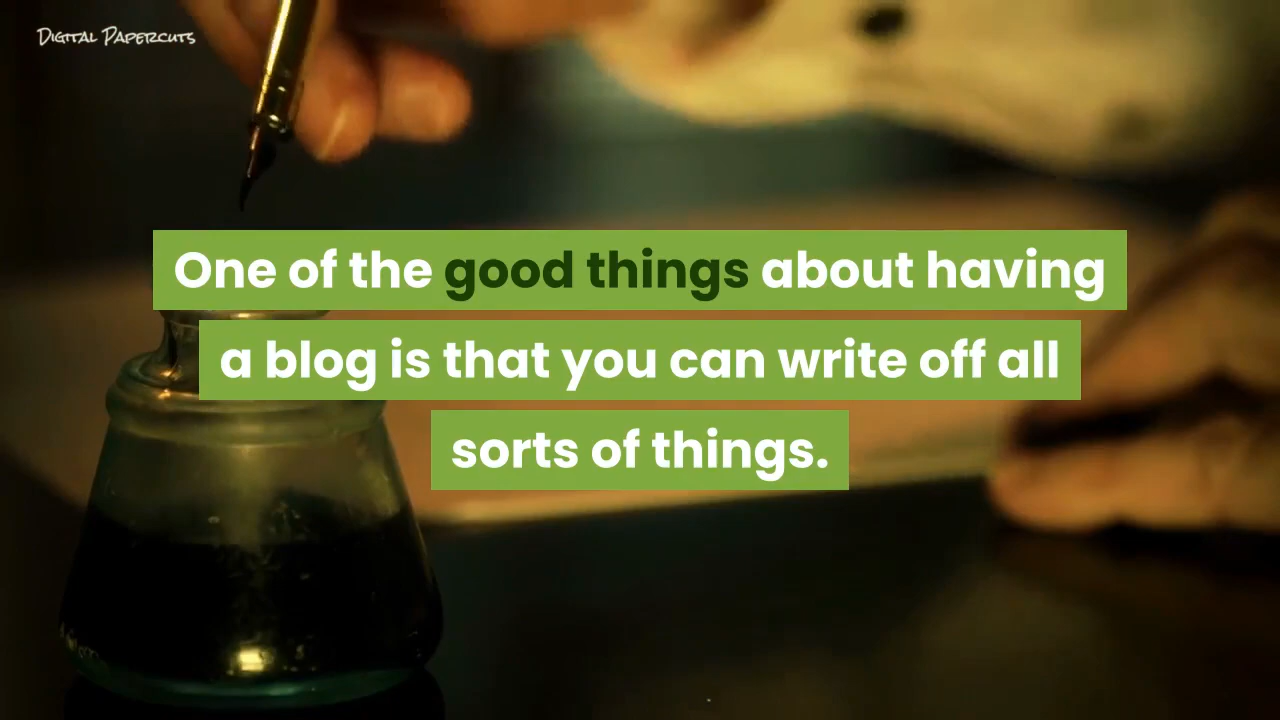 Digital Papercuts
One of the good things about having
a blog is that you can write off all
sorts of things.